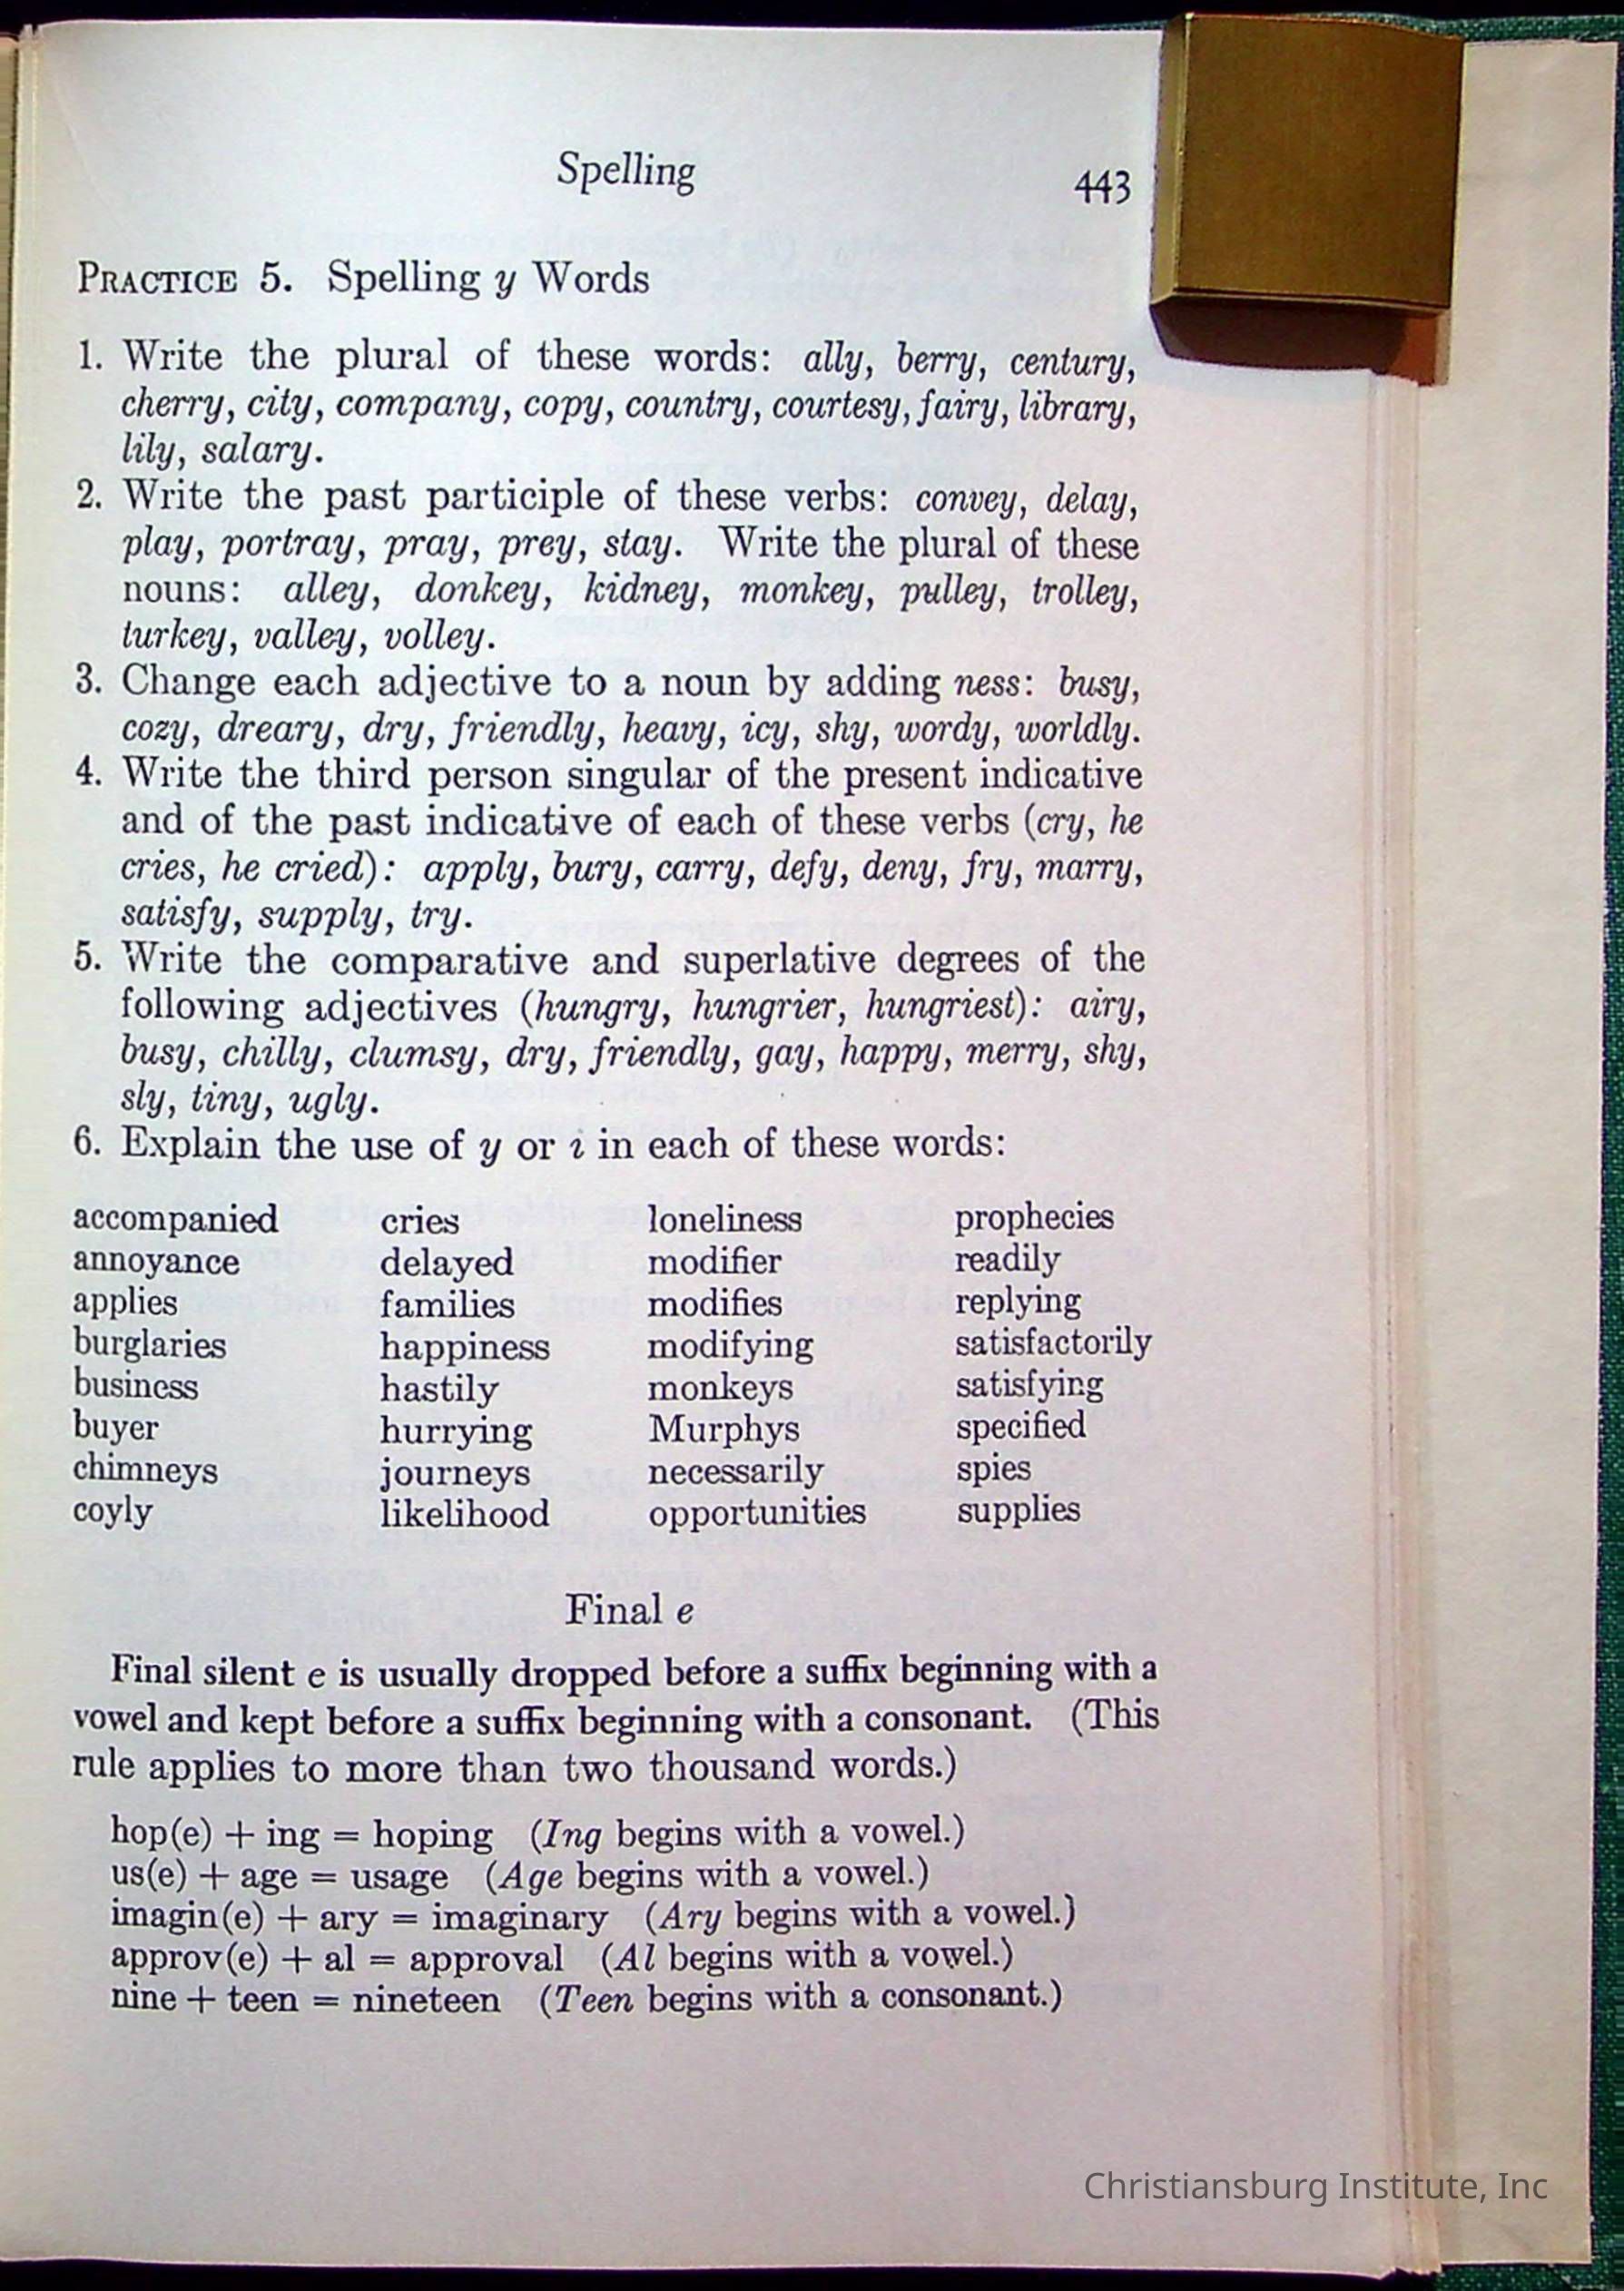 Spelling 443
PRACTICE 5. Spelling y Words
1. Write the plural of these words: ally, berry, century,
cherry, city, company, copy, country, courtesy, fairy, library,
lily, salary.
2. Write the past participle of these verbs: convey, delay,
play, portray, pray, prey, stay. Write the plural of these
nouns: alley, donkey, kidney, monkey, pulley, trolley,
turkey, valley, volley.
3. Change each adjective to a noun by adding ness: busy,
cozy, dreary, dry, friendly, heavy, icy, shy, wordy, worldly.
4. Write the third person singular of the present indicative
and of the past indicative of each of these verbs (cry, he
cries, he cried): apply, bury, carry, defy, deny, fry, marry,
satisfy, supply, try.
5. Write the comparative and superlative degrees of the
following adjectives (hungry, hungrier, hungriest): airy,
busy, chilly, clumsy, dry, friendly, gay, happy, merry, shy,
sly, tiny, ugly.
6. Explain the use of y or i in each of these words:
accompanied cries loneliness prophecies
annoyance delayed modifier readily
applies families modifies replying
burglaries happiness modifying satisfactorily
business hastily monkeys satisfying
buyer hurrying Murphys specified
chimneys journeys necessarily spies
coyly likelihood opportunities supplies
Final e
Final silent e is usually dropped before a suffix beginning with a
vowel and kept before a suffix beginning with a consonant. (This
rule applies to more than two thousand words.)
hop(e) + ing = hoping (Ing begins with a vowel.)
us(e) + age = usage (Age begins with a vowel.)
imagin(e) + ary = imaginary (Ary begins with a vowel.)
approv(e) + al = approval (Al begins with a vowel.)
nine + teen = nineteen (Teen begins with a consonant.)
Christiansburg Institute, Inc